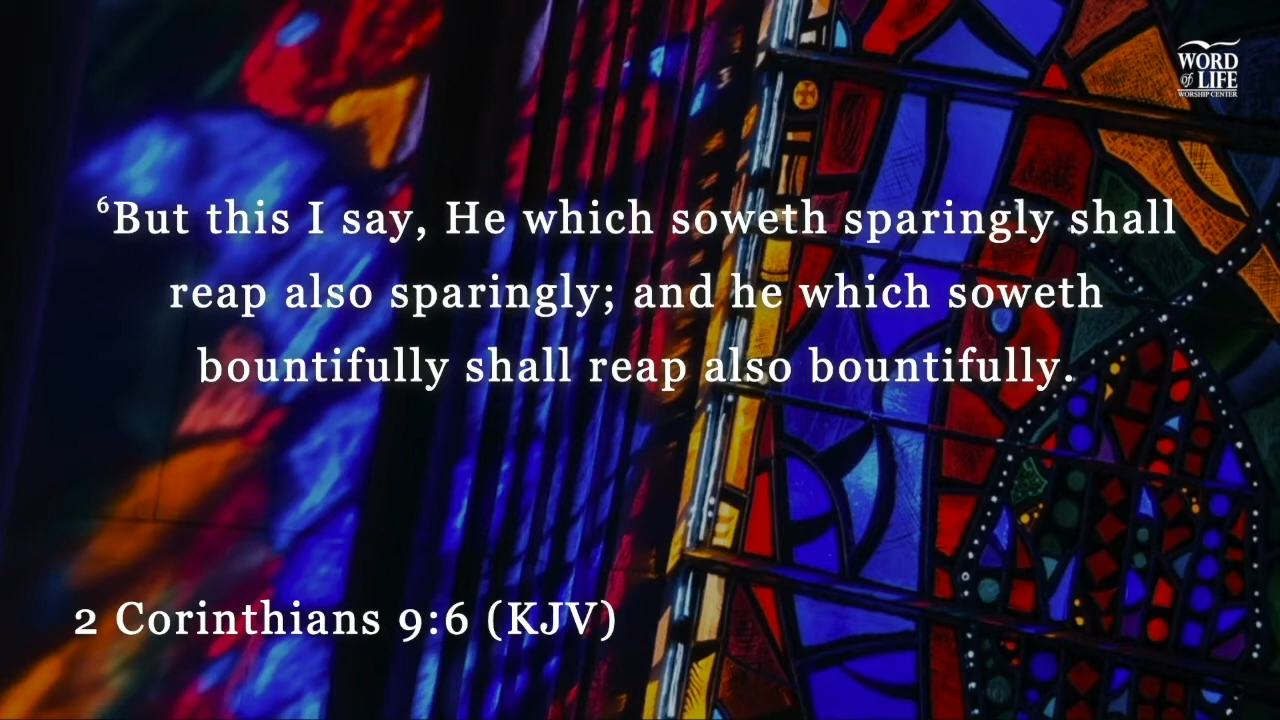 WORD
of LIFE
WORSHIP CENTER
⁶But this I say, He which soweth sparingly shall
reap also sparingly; and he which soweth
bountifully shall reap also bountifully.
2 Corinthians 9:6 (KJV)